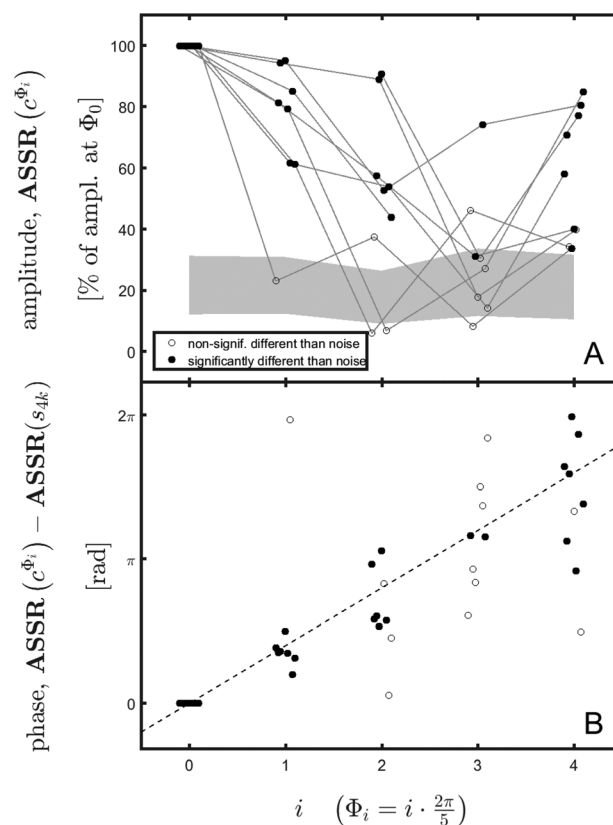 amplitude, ASSR (c^{Φ_i})
[% of ampl. at Φ_0]
100
80
60
40
20
0
non-signif. different than noise
significantly different than noise
A
phase, ASSR (c^{Φ_i}) − ASSR(s_{4k})
[rad]
2π
π
0
B
0 1 2 3 4
i (Φ_i = i · 2π/5)